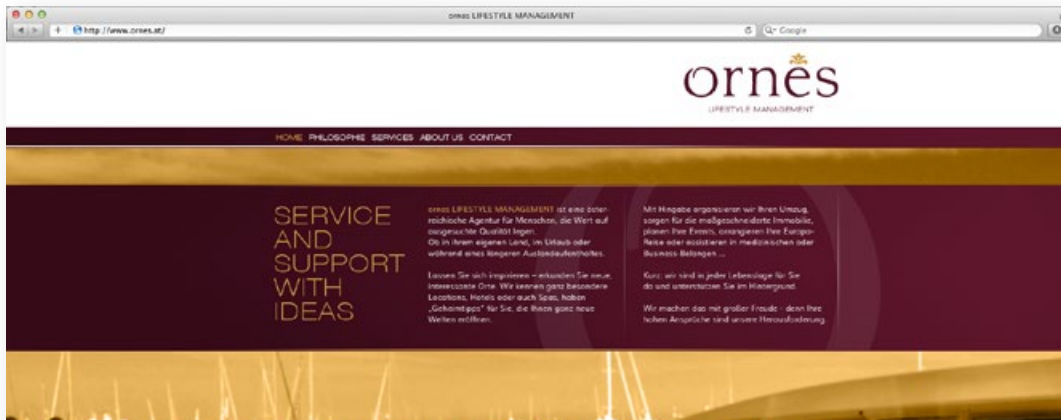 ornes LIFESTYLE MANAGEMENT
http://www.ornes.at/
Google
ornes
LIFESTYLE MANAGEMENT
HOME PHILOSOPHIE SERVICES ABOUT US CONTACT
SERVICE
AND
SUPPORT
WITH
IDEAS
ornes LIFESTYLE MANAGEMENT ist eine öster-
reichische Agentur für Menschen, die Wert auf
ausgesuchte Qualität legen.
Ob in ihrem eigenen Land, im Urlaub oder
während eines längeren Auslandaufenthaltes.
Lassen Sie sich inspirieren – erkunden Sie neue,
interessante Orte. Wir kennen ganz besondere
Locations, Hotels oder auch Spas, haben
„Geheimtipps" für Sie, die Ihnen ganz neue
Welten eröffnen.
Mit Hingabe organisieren wir Ihren Umzug,
sorgen für die maßgeschneiderte Immobilie,
planen Ihre Events, arrangieren Ihre Europa-
Reise oder assistieren in medizinischen oder
Business-Belangen ...
Kurz: wir sind in jeder Lebenslage für Sie
da und unterstützen Sie im Hintergrund.
Wir machen das mit großer Freude - denn Ihre
hohen Ansprüche sind unsere Herausforderung.